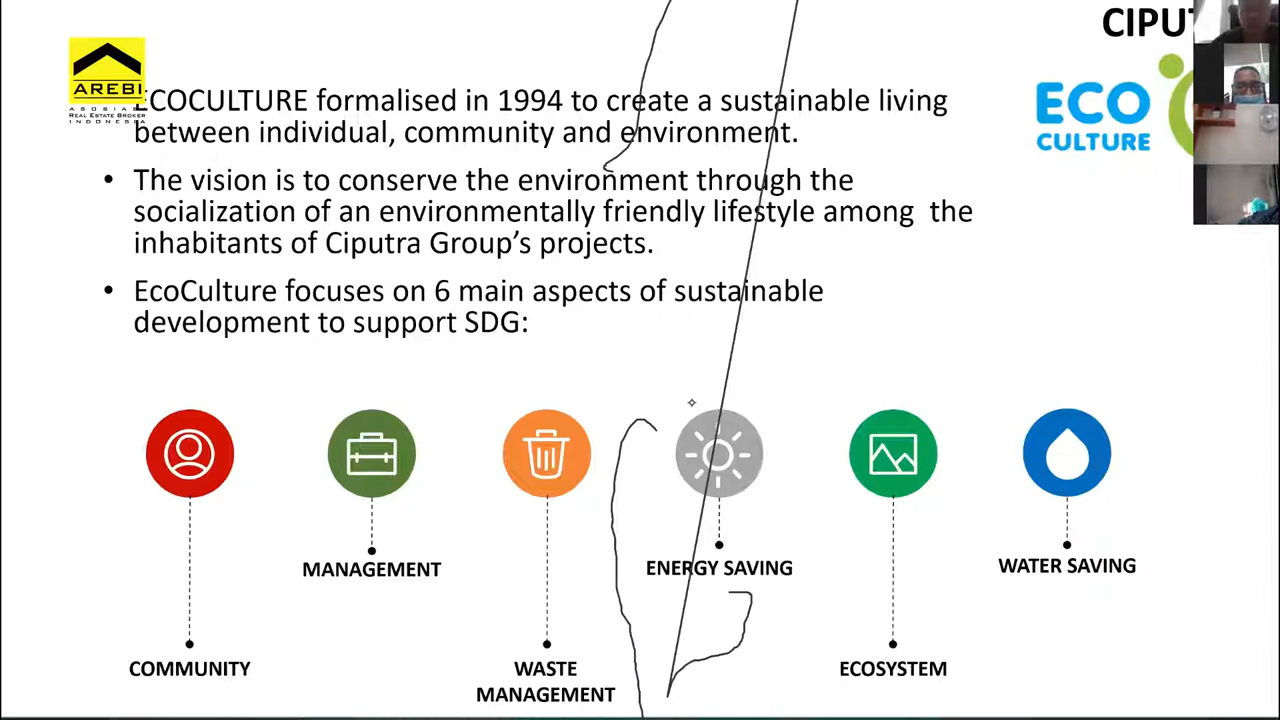 CIPUT
AREBI
ASOSIASI
REAL ESTATE BROKER
INDONESIA
ECO
CULTURE
ECOCULTURE formalised in 1994 to create a sustainable living
between individual, community and environment.
• The vision is to conserve the environment through the
socialization of an environmentally friendly lifestyle among the
inhabitants of Ciputra Group’s projects.
• EcoCulture focuses on 6 main aspects of sustainable
development to support SDG:
MANAGEMENT
ENERGY SAVING
WATER SAVING
COMMUNITY
WASTE
MANAGEMENT
ECOSYSTEM